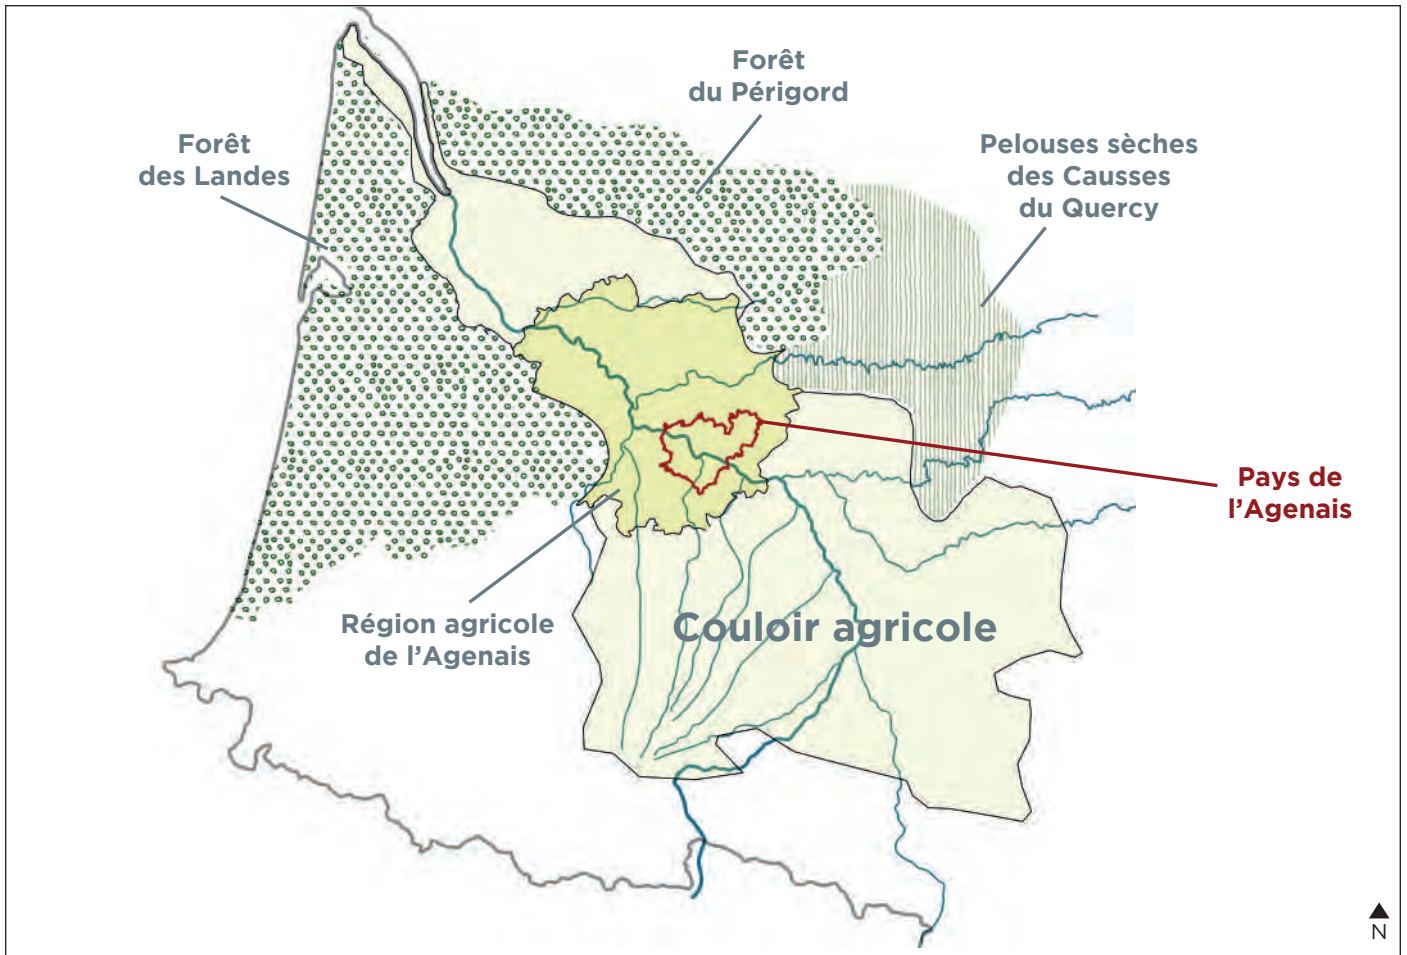 Forêt
du Périgord
Forêt
des Landes
Pelouses sèches
des Causses
du Quercy
Pays de
l’Agenais
Région agricole
de l’Agenais
Couloir agricole
N